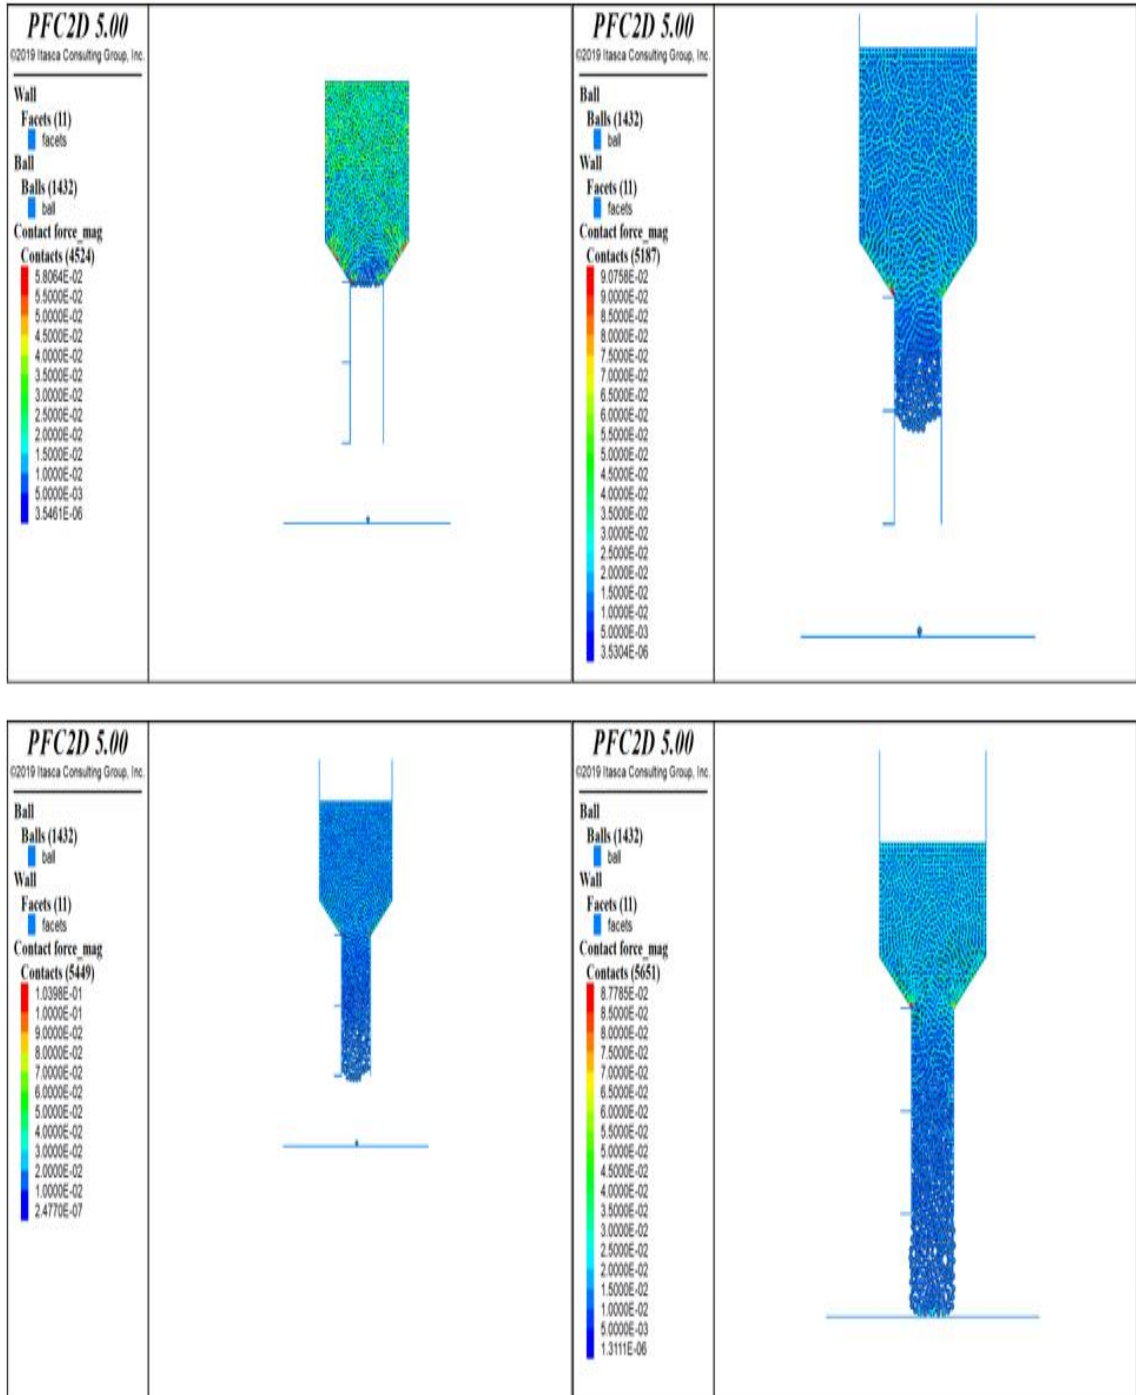 PFC2D 5.00
©2019 Itasca Consulting Group, Inc.
Wall
Facets (11)
facets
Ball
Balls (1432)
ball
Contact force_mag
Contacts (4524)
5.8064E-02
5.5000E-02
5.0000E-02
4.5000E-02
4.0000E-02
3.5000E-02
3.0000E-02
2.5000E-02
2.0000E-02
1.5000E-02
1.0000E-02
5.0000E-03
3.5461E-06
PFC2D 5.00
©2019 Itasca Consulting Group, Inc.
Ball
Balls (1432)
ball
Wall
Facets (11)
facets
Contact force_mag
Contacts (5187)
9.0758E-02
9.0000E-02
8.5000E-02
8.0000E-02
7.5000E-02
7.0000E-02
6.5000E-02
6.0000E-02
5.5000E-02
5.0000E-02
4.5000E-02
4.0000E-02
3.5000E-02
3.0000E-02
2.5000E-02
2.0000E-02
1.5000E-02
1.0000E-02
5.0000E-03
3.5304E-06
PFC2D 5.00
©2019 Itasca Consulting Group, Inc.
Ball
Balls (1432)
ball
Wall
Facets (11)
facets
Contact force_mag
Contacts (5449)
1.0398E-01
1.0000E-01
9.0000E-02
8.0000E-02
7.0000E-02
6.0000E-02
5.0000E-02
4.0000E-02
3.0000E-02
2.0000E-02
1.0000E-02
2.4770E-07
PFC2D 5.00
©2019 Itasca Consulting Group, Inc.
Ball
Balls (1432)
ball
Wall
Facets (11)
facets
Contact force_mag
Contacts (5651)
8.7785E-02
8.5000E-02
8.0000E-02
7.5000E-02
7.0000E-02
6.5000E-02
6.0000E-02
5.5000E-02
5.0000E-02
4.5000E-02
4.0000E-02
3.5000E-02
3.0000E-02
2.5000E-02
2.0000E-02
1.5000E-02
1.0000E-02
5.0000E-03
1.3111E-06